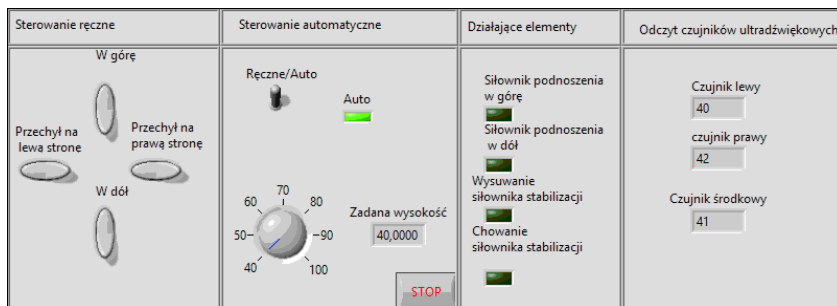 Sterowanie ręczne
Sterowanie automatyczne
Działające elementy
Odczyt czujników ultradźwiękowych
W górę
Przechył na
lewa strone
Przechył na
prawą stronę
W dół
Ręczne/Auto
Auto
70
60
80
50
90
40
100
Zadana wysokość
40,0000
STOP
Siłownik podnoszenia
w górę
Siłownik podnoszenia
w dół
Wysuwanie
siłownika stabilizacji
Chowanie
siłownika stabilizacji
Czujnik lewy
40
czujnik prawy
42
Czujnik środkowy
41